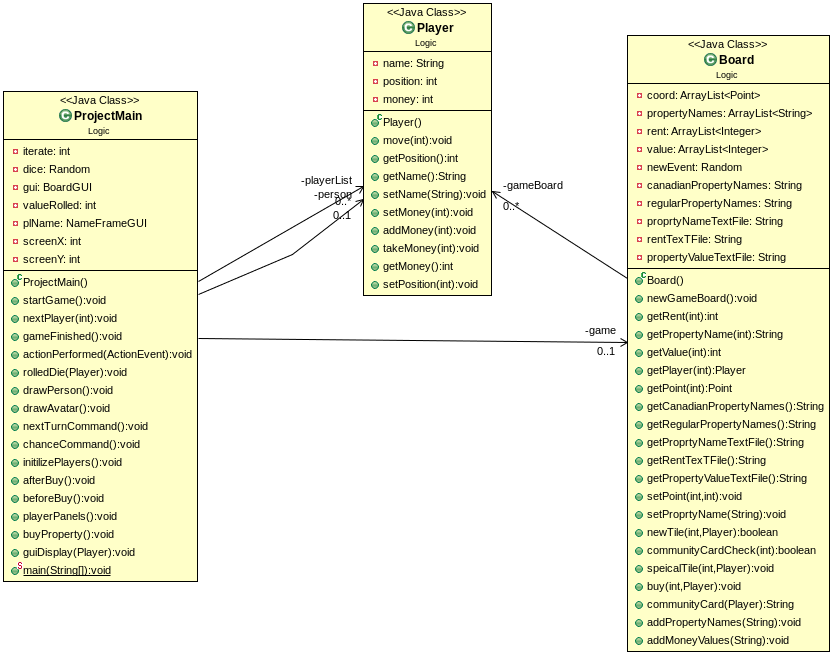 <<Java Class>>
ProjectMain
Logic
iterate: int
dice: Random
gui: BoardGUI
valueRolled: int
plName: NameFrameGUI
screenX: int
screenY: int
ProjectMain()
startGame():void
nextPlayer(int):void
gameFinished():void
actionPerformed(ActionEvent):void
rolledDie(Player):void
drawPerson():void
drawAvatar():void
nextTurnCommand():void
chanceCommand():void
initilizePlayers():void
afterBuy():void
beforeBuy():void
playerPanels():void
buyProperty():void
guiDisplay(Player):void
main(String[]):void
-playerList
0..*
-person
0..1
<<Java Class>>
Player
Logic
name: String
position: int
money: int
Player()
move(int):void
getPosition():int
getName():String
setName(String):void
setMoney(int):void
addMoney(int):void
takeMoney(int):void
getMoney():int
setPosition(int):void
-gameBoard
0..*
-game
0..1
<<Java Class>>
Board
Logic
coord: ArrayList<Point>
propertyNames: ArrayList<String>
rent: ArrayList<Integer>
value: ArrayList<Integer>
newEvent: Random
canadianPropertyNames: String
regularPropertyNames: String
proprtyNameTextFile: String
rentTexTFile: String
propertyValueTextFile: String
Board()
newGameBoard():void
getRent(int):int
getPropertyName(int):String
getValue(int):int
getPlayer(int):Player
getPoint(int):Point
getCanadianPropertyNames():String
getRegularPropertyNames():String
getProprtyNameTextFile():String
getRentTexTFile():String
getPropertyValueTextFile():String
setPoint(int,int):void
setProprtyName(String):void
newTile(int,Player):boolean
communityCardCheck(int):boolean
speicalTile(int,Player):void
buy(int,Player):void
communityCard(Player):String
addPropertyNames(String):void
addMoneyValues(String):void